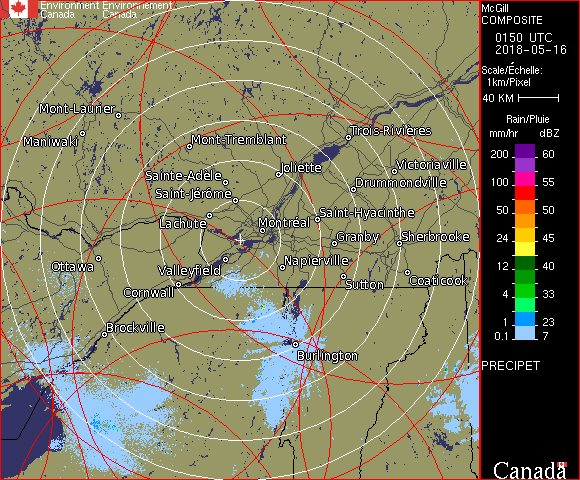 Environment Environnement
Canada Canada
McGill
COMPOSITE
0150 UTC
2018-05-16
Scale/Échelle:
1km/Pixel
40 KM
Rain/Pluie
mm/hr dBZ
200 60
100 55
50 50
24 45
12 40
4 33
1 23
0.1 7
PRECIPET
Canada
Mont-Laurier
Maniwaki
Mont-Tremblant
Trois-Rivières
Sainte-Adèle
Joliette
Victoriaville
Saint-Jérôme
Drummondville
Lachute
Montréal
Saint-Hyacinthe
Granby
Sherbrooke
Ottawa
Valleyfield
Napierville
Cornwall
Sutton
Coaticook
Brockville
Burlington